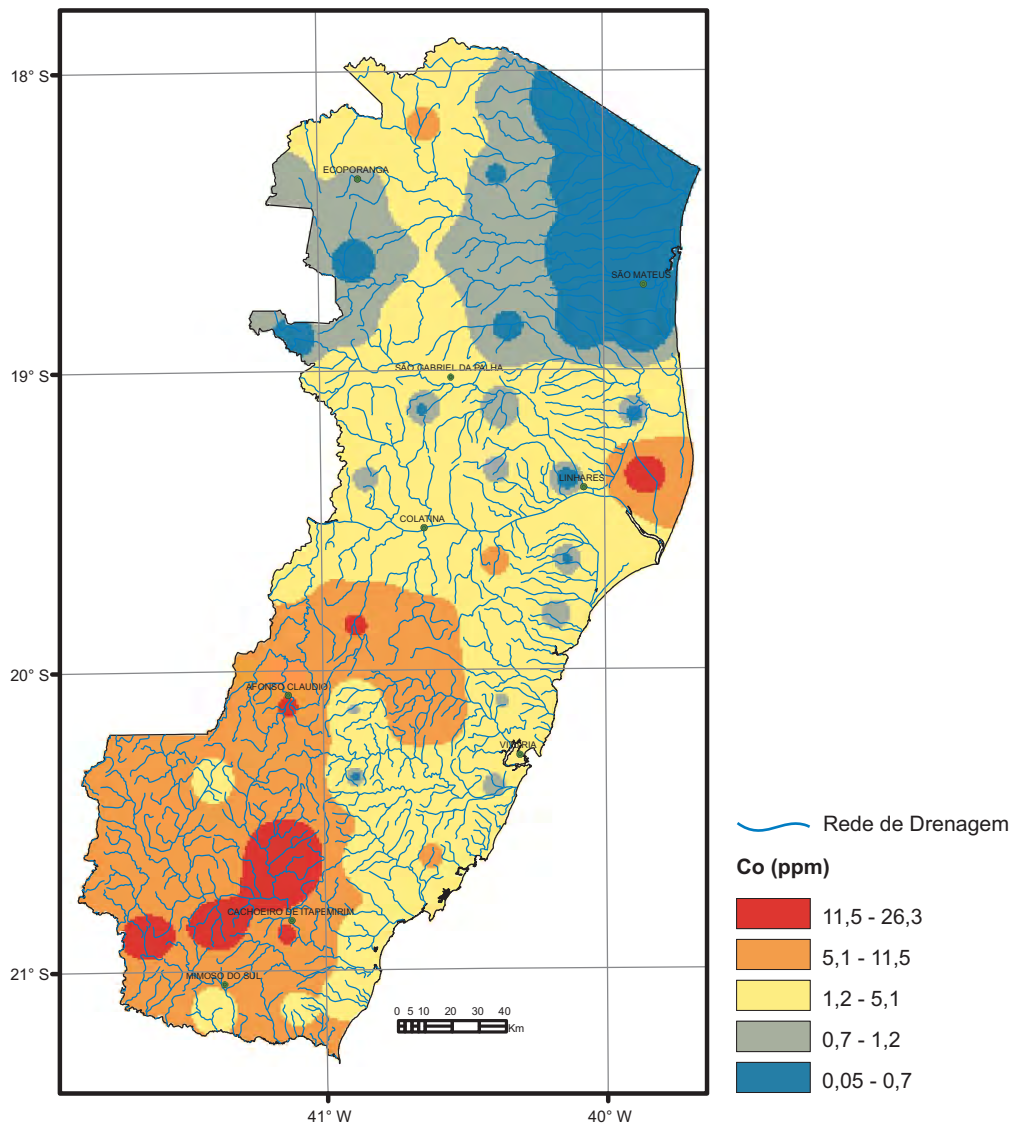 18° S
ECOPORANGA
SÃO MATEUS
19° S
SÃO GABRIEL DA PALHA
LINHARES
COLATINA
20° S
AFONSO CLAUDIO
VITÓRIA
CACHOEIRO DE ITAPEMIRIM
21° S
MIMOSO DO SUL
0 5 10 20 30 40
Km
41° W
40° W
Rede de Drenagem
Co (ppm)
11,5 - 26,3
5,1 - 11,5
1,2 - 5,1
0,7 - 1,2
0,05 - 0,7